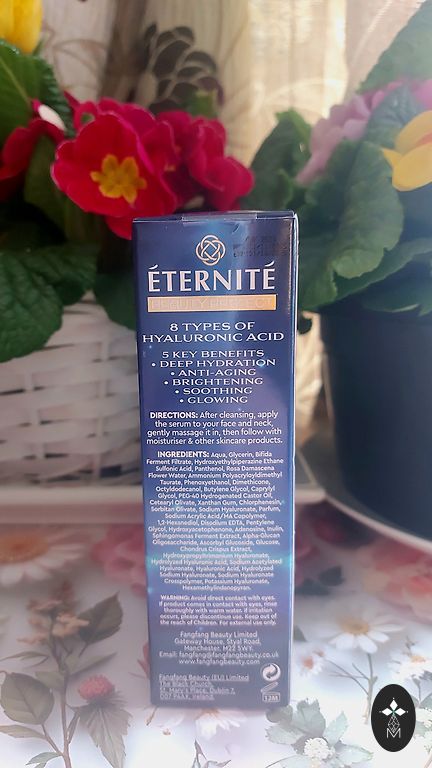 ÉTERNITÉ
BEAUTY PERFECT
8 TYPES OF
HYALURONIC ACID
5 KEY BENEFITS
• DEEP HYDRATION
• ANTI-AGING
• BRIGHTENING
• SOOTHING
• GLOWING
DIRECTIONS: After cleansing, apply
the serum to your face and neck,
gently massage it in, then follow with
moisturiser & other skincare products.
INGREDIENTS: Aqua, Glycerin, Bifida
Ferment Filtrate, Hydroxyethylpiperazine Ethane
Sulfonic Acid, Panthenol, Rosa Damascena
Flower Water, Ammonium Polyacryloyldimethyl
Taurate, Phenoxyethanol, Dimethicone,
Octyldodecanol, Butylene Glycol, Caprylyl
Glycol, PEG-40 Hydrogenated Castor Oil,
Cetearyl Olivate, Xanthan Gum, Chlorphenesin,
Sorbitan Olivate, Sodium Hyaluronate, Parfum,
Sodium Acrylic Acid/MA Copolymer,
1,2-Hexanediol, Disodium EDTA, Pentylene
Glycol, Hydroxyacetophenone, Adenosine, Inulin,
Sphingomonas Ferment Extract, Alpha-Glucan
Oligosaccharide, Ascorbyl Glucoside, Glucose,
Chondrus Crispus Extract,
Hydroxypropyltrimonium Hyaluronate,
Hydrolyzed Hyaluronic Acid, Sodium Acetylated
Hyaluronate, Hyaluronic Acid, Hydrolyzed
Sodium Hyaluronate, Sodium Hyaluronate
Crosspolymer, Potassium Hyaluronate,
Hexamethylindanopyran.
WARNING: Avoid direct contact with eyes.
If product comes in contact with eyes, rinse
thoroughly with warm water. If irritation
occurs, please discontinue use. Keep out of
the reach of Children. For external use only.
Fangfang Beauty Limited
Gateway House, Styal Road,
Manchester, M22 5WY.
Email: fangfang@fangfangbeauty.co.uk
www.fangfangbeauty.com
Fangfang Beauty (EU) Limited
The Black Church,
St. Mary's Place, Dublin 7,
D07 P4AX, Ireland.
12M